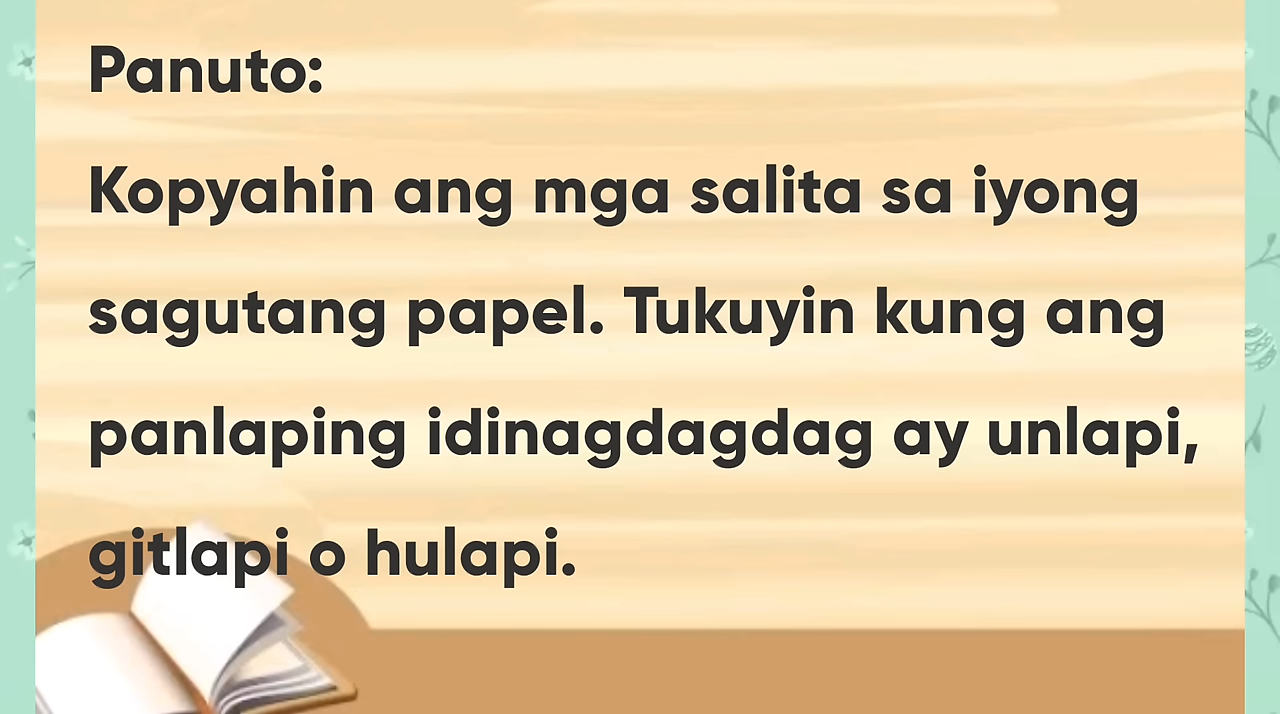 Panuto:
Kopyahin ang mga salita sa iyong
sagutang papel. Tukuyin kung ang
panlaping idinagdagdag ay unlapi,
gitlapi o hulapi.